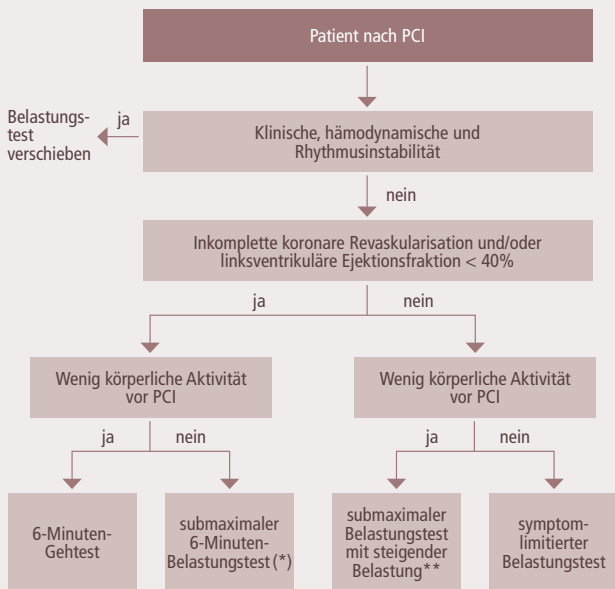 Patient nach PCI
Belastungs-
test
verschieben
ja
Klinische, hämodynamische und
Rhythmusinstabilität
nein
Inkomplette koronare Revaskularisation und/oder
linksventrikuläre Ejektionsfraktion < 40%
ja
nein
Wenig körperliche Aktivität
vor PCI
Wenig körperliche Aktivität
vor PCI
ja
nein
ja
nein
6-Minuten-
Gehtest
submaximaler
6-Minuten-
Belastungstest (*)
submaximaler
Belastungstest
mit steigender
Belastung**
symptom-
limitierter
Belastungstest